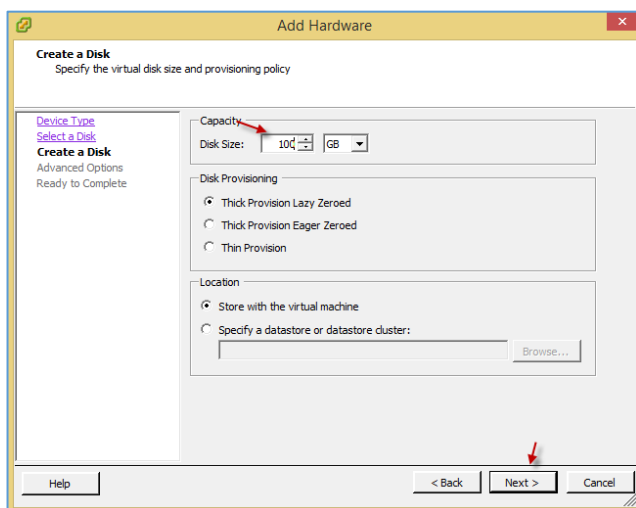 Add Hardware
Create a Disk
Specify the virtual disk size and provisioning policy
Device Type
Select a Disk
Create a Disk
Advanced Options
Ready to Complete
Capacity
Disk Size: 100 GB
Disk Provisioning
Thick Provision Lazy Zeroed
Thick Provision Eager Zeroed
Thin Provision
Location
Store with the virtual machine
Specify a datastore or datastore cluster:
Browse...
Help < Back Next > Cancel